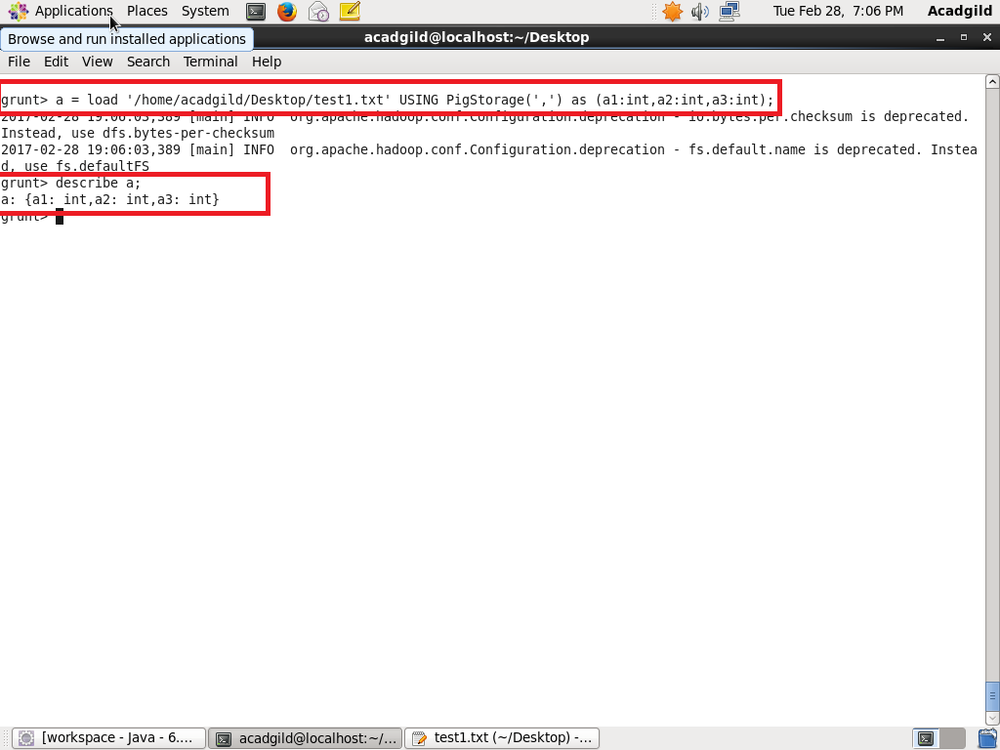 Applications Places System Tue Feb 28, 7:06 PM Acadgild
Browse and run installed applications
acadgild@localhost:~/Desktop
File Edit View Search Terminal Help
grunt> a = load '/home/acadgild/Desktop/test1.txt' USING PigStorage(',') as (a1:int,a2:int,a3:int);
2017-02-28 19:06:03,389 [main] INFO  org.apache.hadoop.conf.Configuration.deprecation - io.bytes.per.checksum is deprecated.
Instead, use dfs.bytes-per-checksum
2017-02-28 19:06:03,389 [main] INFO  org.apache.hadoop.conf.Configuration.deprecation - fs.default.name is deprecated. Instea
d, use fs.defaultFS
grunt> describe a;
a: {a1: int,a2: int,a3: int}
grunt>
[workspace - Java - 6.... acadgild@localhost:~/... test1.txt (~/Desktop) -...